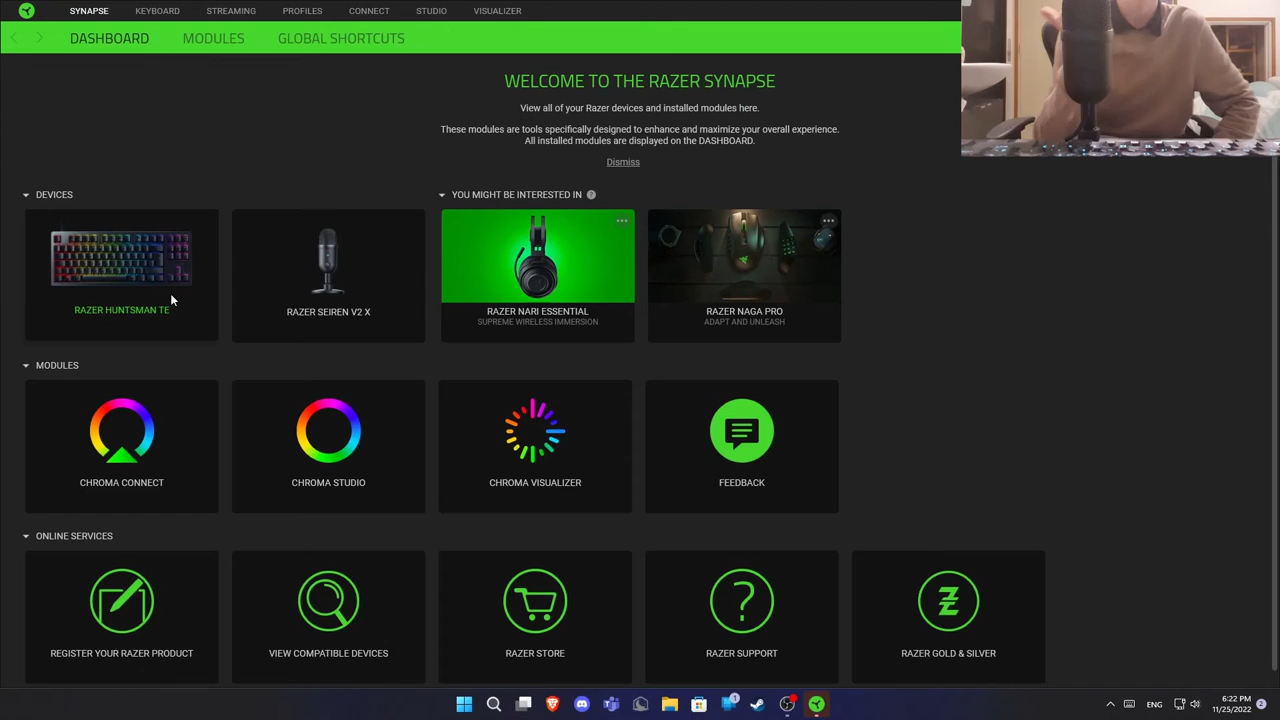 SYNAPSE KEYBOARD STREAMING PROFILES CONNECT STUDIO VISUALIZER
DASHBOARD MODULES GLOBAL SHORTCUTS
WELCOME TO THE RAZER SYNAPSE
View all of your Razer devices and installed modules here.
These modules are tools specifically designed to enhance and maximize your overall experience.
All installed modules are displayed on the DASHBOARD.
Dismiss
DEVICES
RAZER HUNTSMAN TE
RAZER SEIREN V2 X
YOU MIGHT BE INTERESTED IN ?
RAZER NARI ESSENTIAL
SUPREME WIRELESS IMMERSION
RAZER NAGA PRO
ADAPT AND UNLEASH
MODULES
CHROMA CONNECT
CHROMA STUDIO
CHROMA VISUALIZER
FEEDBACK
ONLINE SERVICES
REGISTER YOUR RAZER PRODUCT
VIEW COMPATIBLE DEVICES
RAZER STORE
?
RAZER SUPPORT
RAZER GOLD & SILVER
1
ENG
6:22 PM
11/25/2022
2